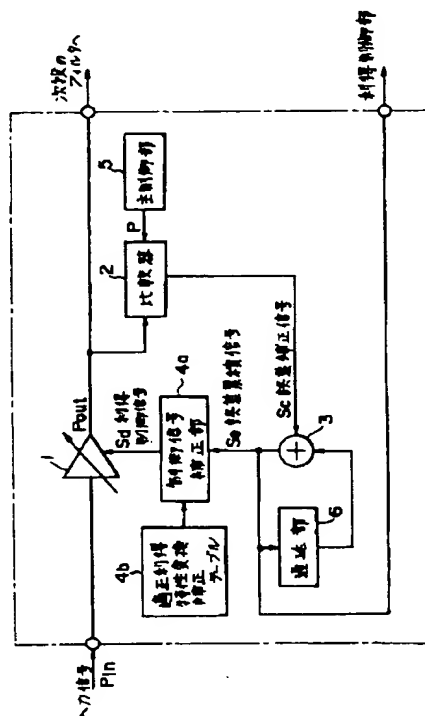 入力信号
Pin
1
Pout
次段の
フィルタへ
5
主制御部
P
2
比較器
Sd 利得
制御信号
4a
制御信号
補正部
4b
適正利得
特性変換
補正
テーブル
Se 誤差累積信号
Sc 誤差補正信号
3
+
6
遅延部
利得制御部へ